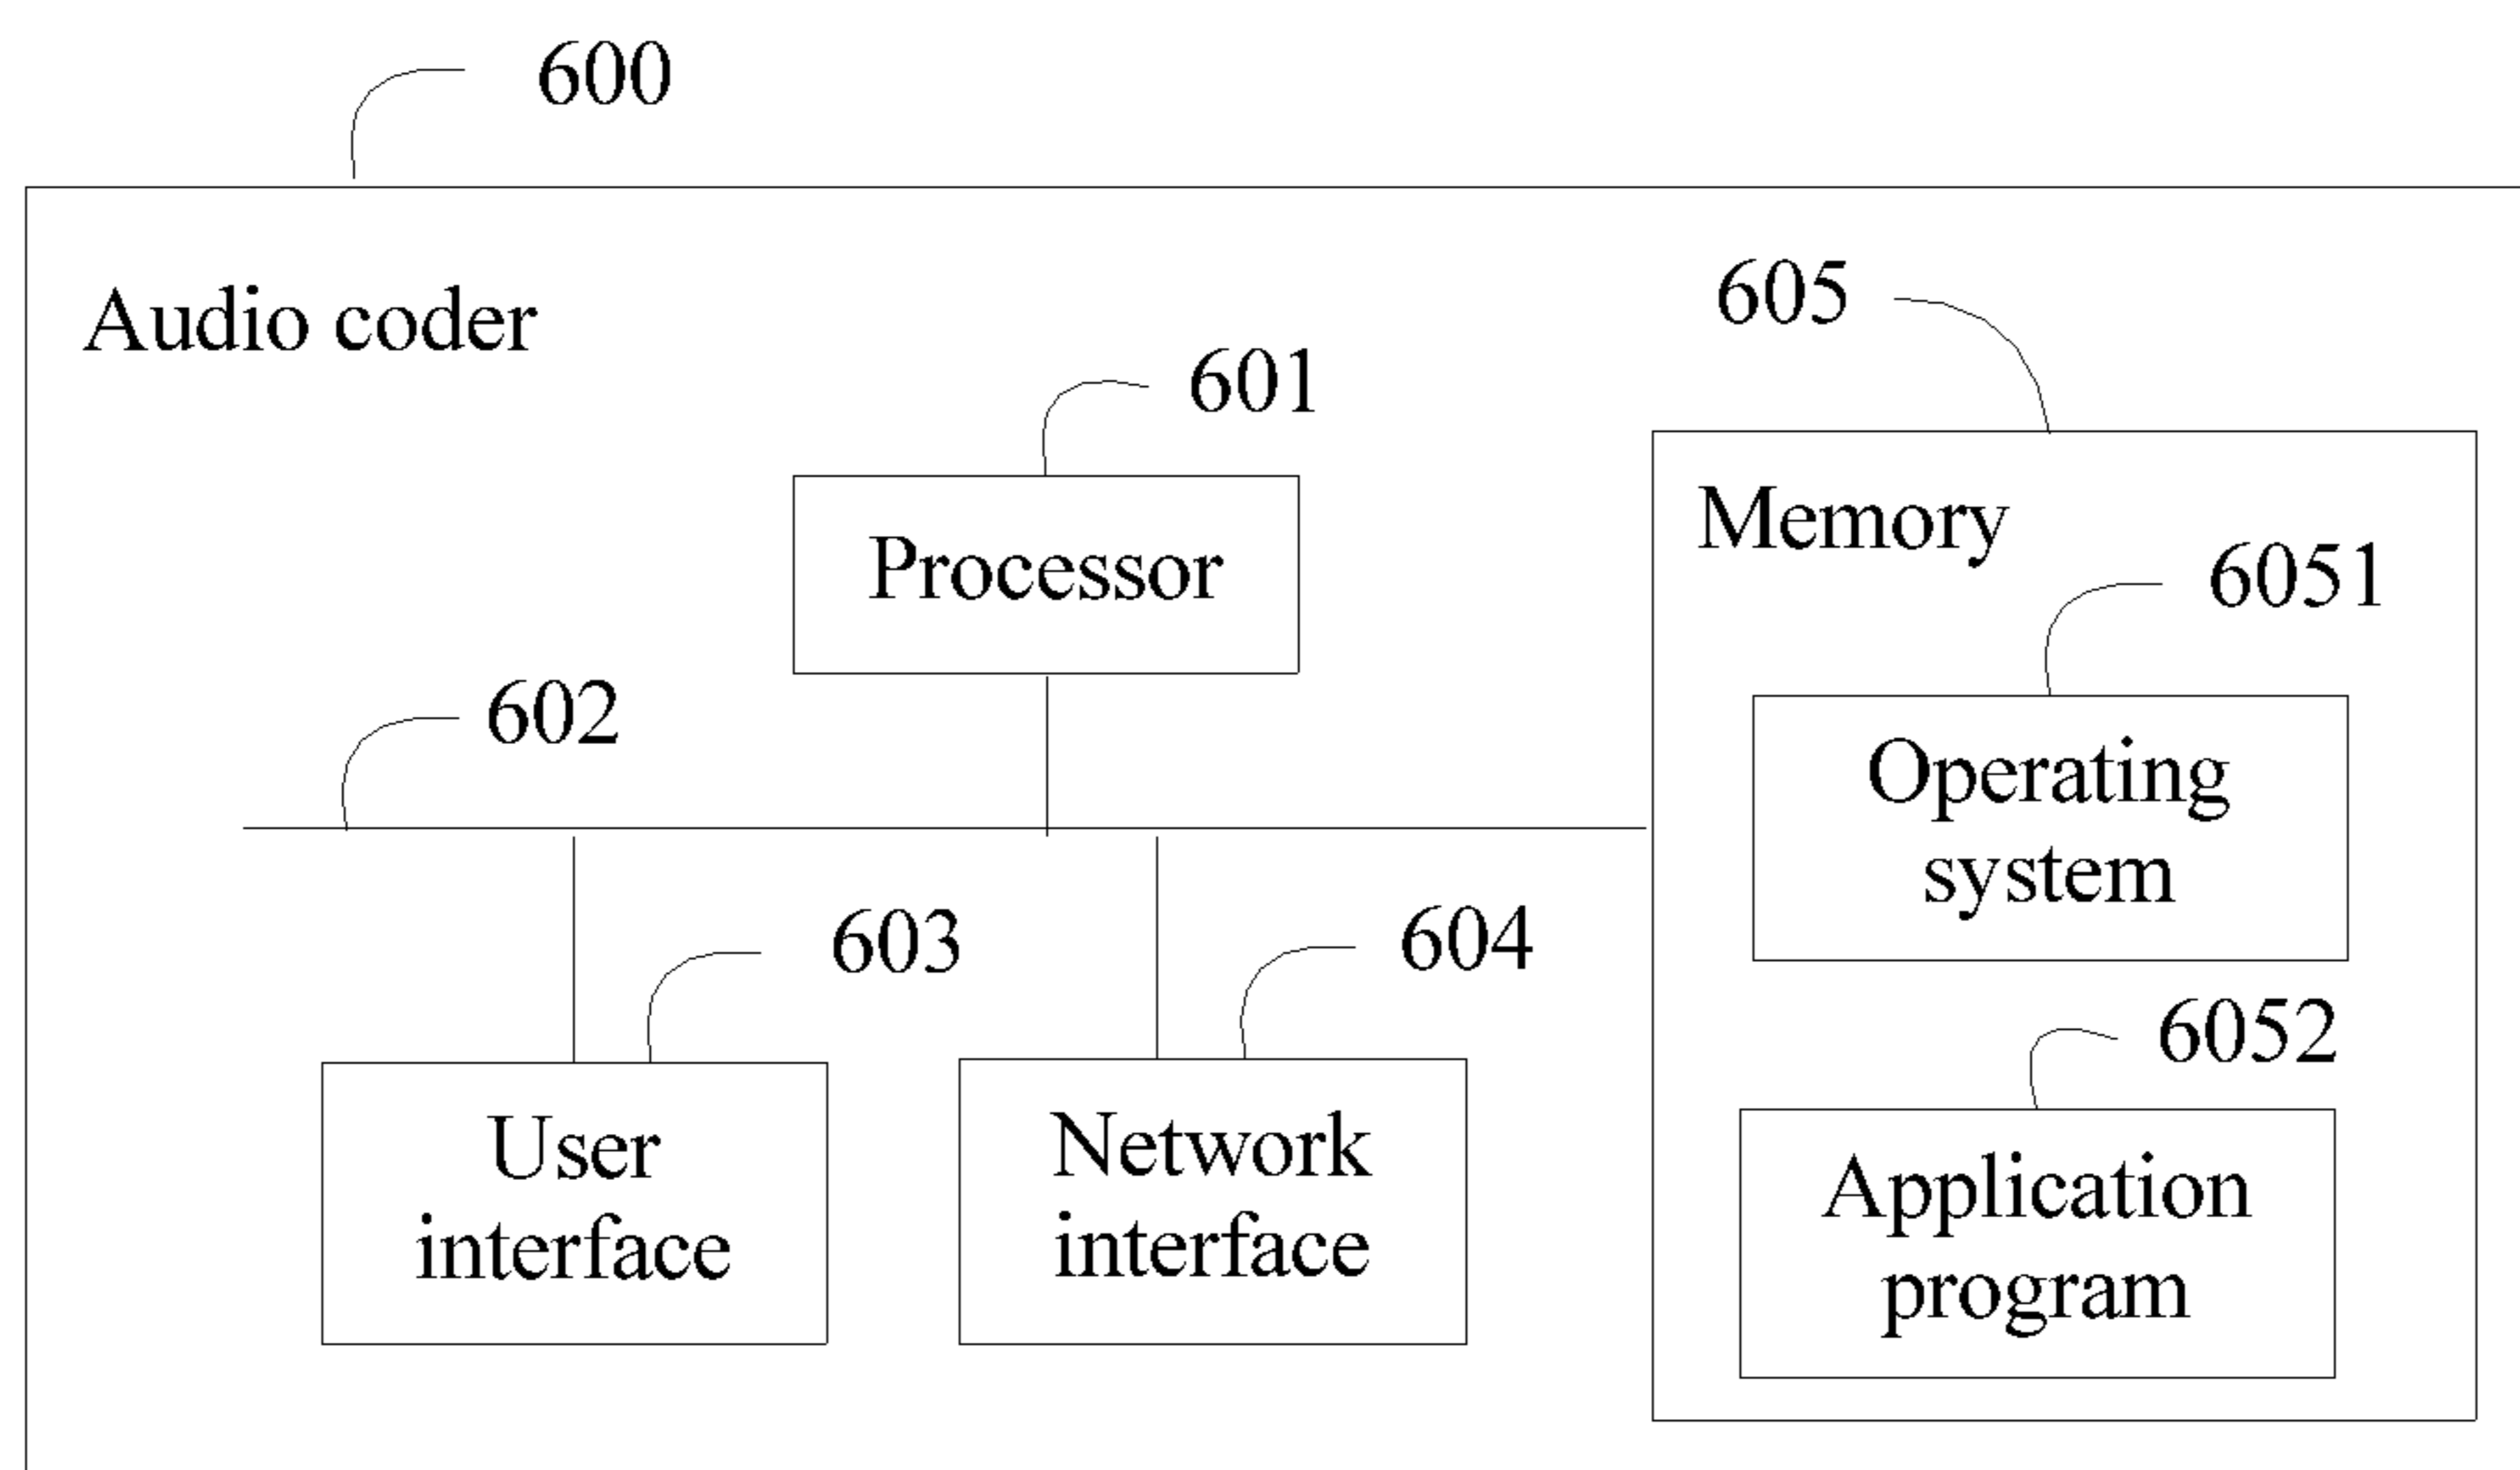 600
Audio coder
605
601
Memory
6051
Processor
602
Operating
system
603
604
6052
User
interface
Network
interface
Application
program